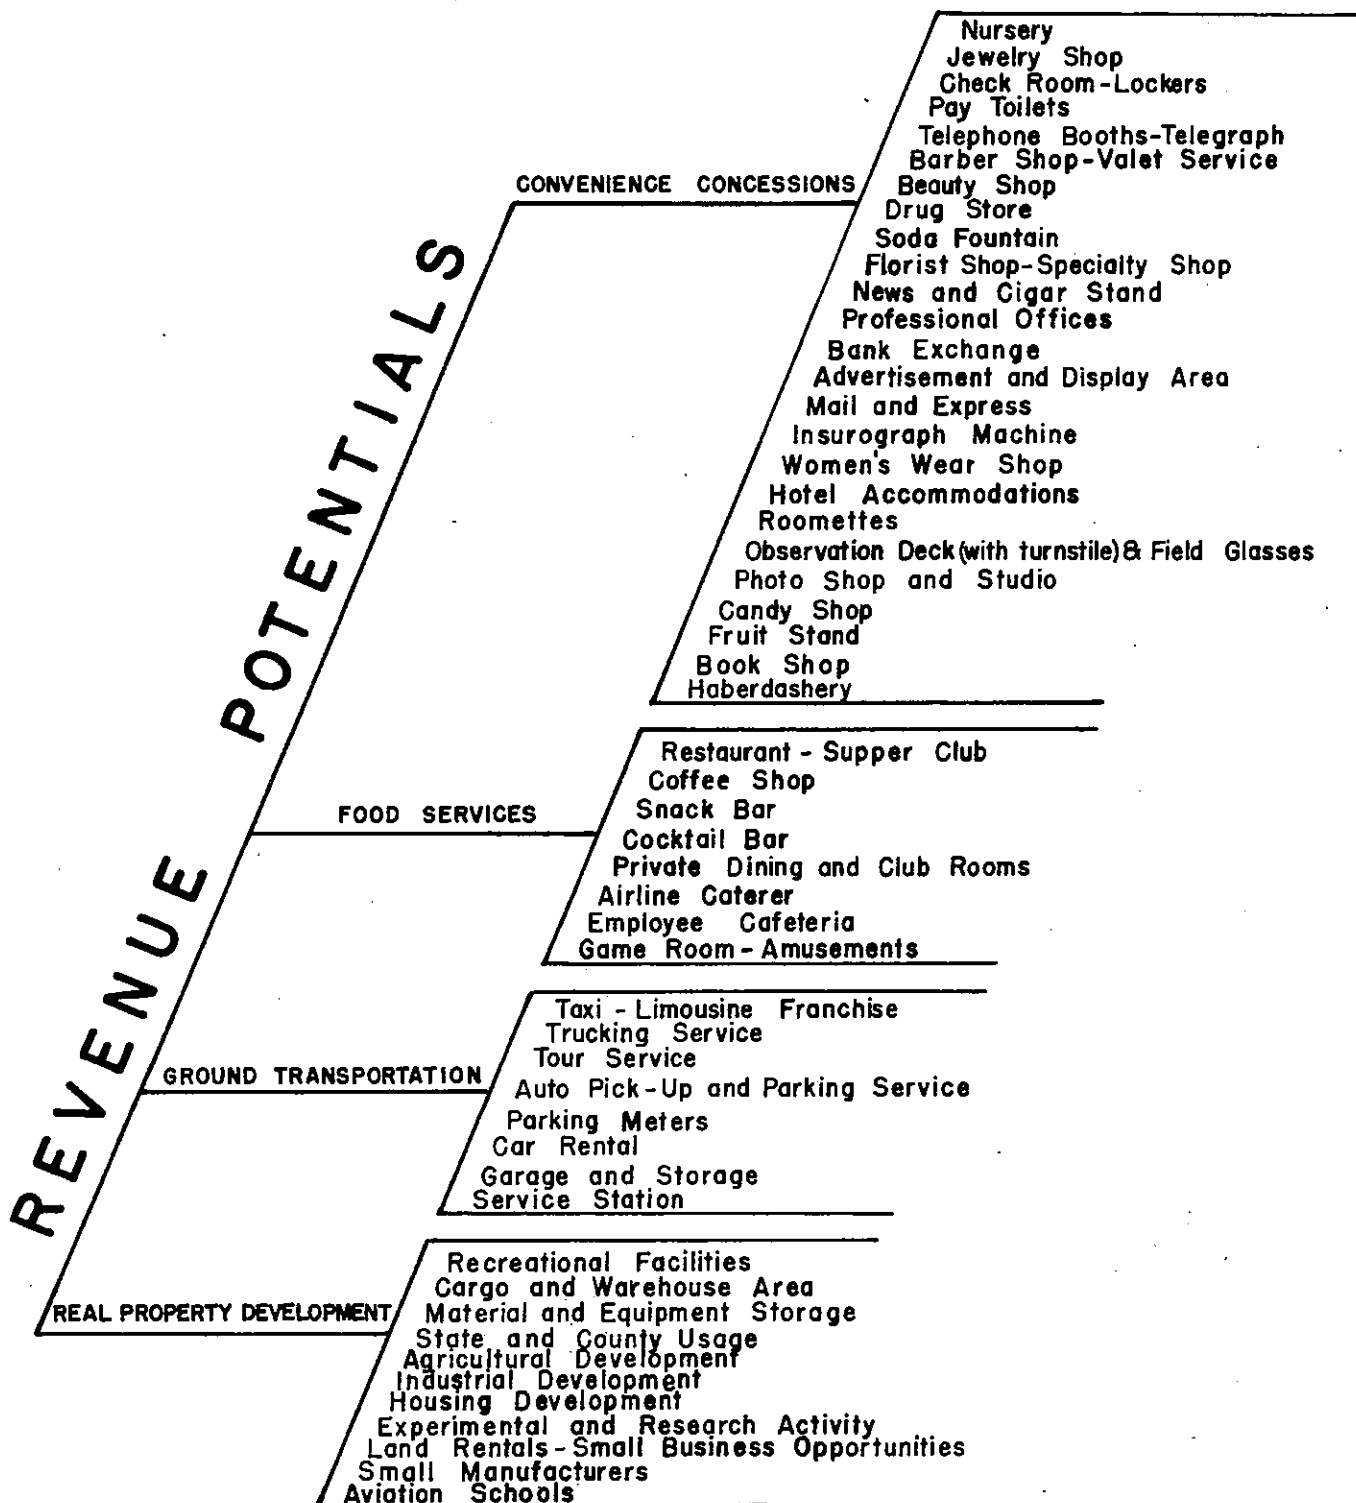 REVENUE POTENTIALS
CONVENIENCE CONCESSIONS
Nursery
Jewelry Shop
Check Room-Lockers
Pay Toilets
Telephone Booths-Telegraph
Barber Shop-Valet Service
Beauty Shop
Drug Store
Soda Fountain
Florist Shop-Specialty Shop
News and Cigar Stand
Professional Offices
Bank Exchange
Advertisement and Display Area
Mail and Express
Insurograph Machine
Women's Wear Shop
Hotel Accommodations
Roomettes
Observation Deck (with turnstile) & Field Glasses
Photo Shop and Studio
Candy Shop
Fruit Stand
Book Shop
Haberdashery
FOOD SERVICES
Restaurant - Supper Club
Coffee Shop
Snack Bar
Cocktail Bar
Private Dining and Club Rooms
Airline Caterer
Employee Cafeteria
Game Room - Amusements
GROUND TRANSPORTATION
Taxi - Limousine Franchise
Trucking Service
Tour Service
Auto Pick-Up and Parking Service
Parking Meters
Car Rental
Garage and Storage
Service Station
REAL PROPERTY DEVELOPMENT
Recreational Facilities
Cargo and Warehouse Area
Material and Equipment Storage
State and County Usage
Agricultural Development
Industrial Development
Housing Development
Experimental and Research Activity
Land Rentals - Small Business Opportunities
Small Manufacturers
Aviation Schools